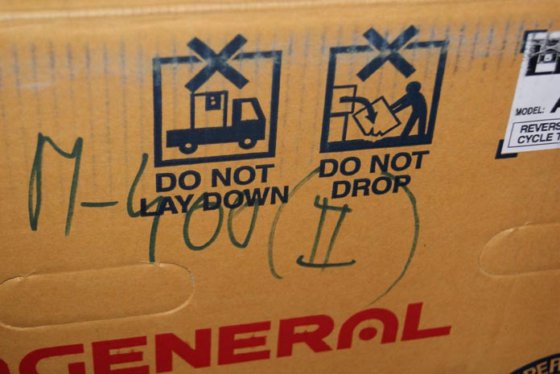 DO NOT
LAY DOWN
DO NOT
DROP
MODEL:
REVERS
CYCLE
M-400 (II)
GENERAL